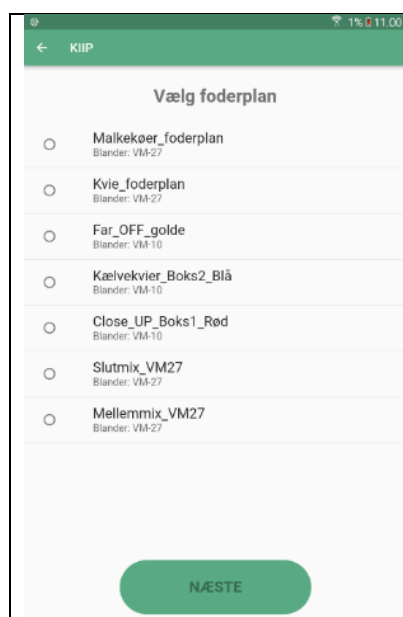 1% 11.00
KIIP
Vælg foderplan
Malkekøer_foderplan
Blander: VM-27
Kvie_foderplan
Blander: VM-27
Far_OFF_golde
Blander: VM-10
Kælvekvier_Boks2_Blå
Blander: VM-10
Close_UP_Boks1_Rød
Blander: VM-10
Slutmix_VM27
Blander: VM-27
Mellemmix_VM27
Blander: VM-27
NÆSTE